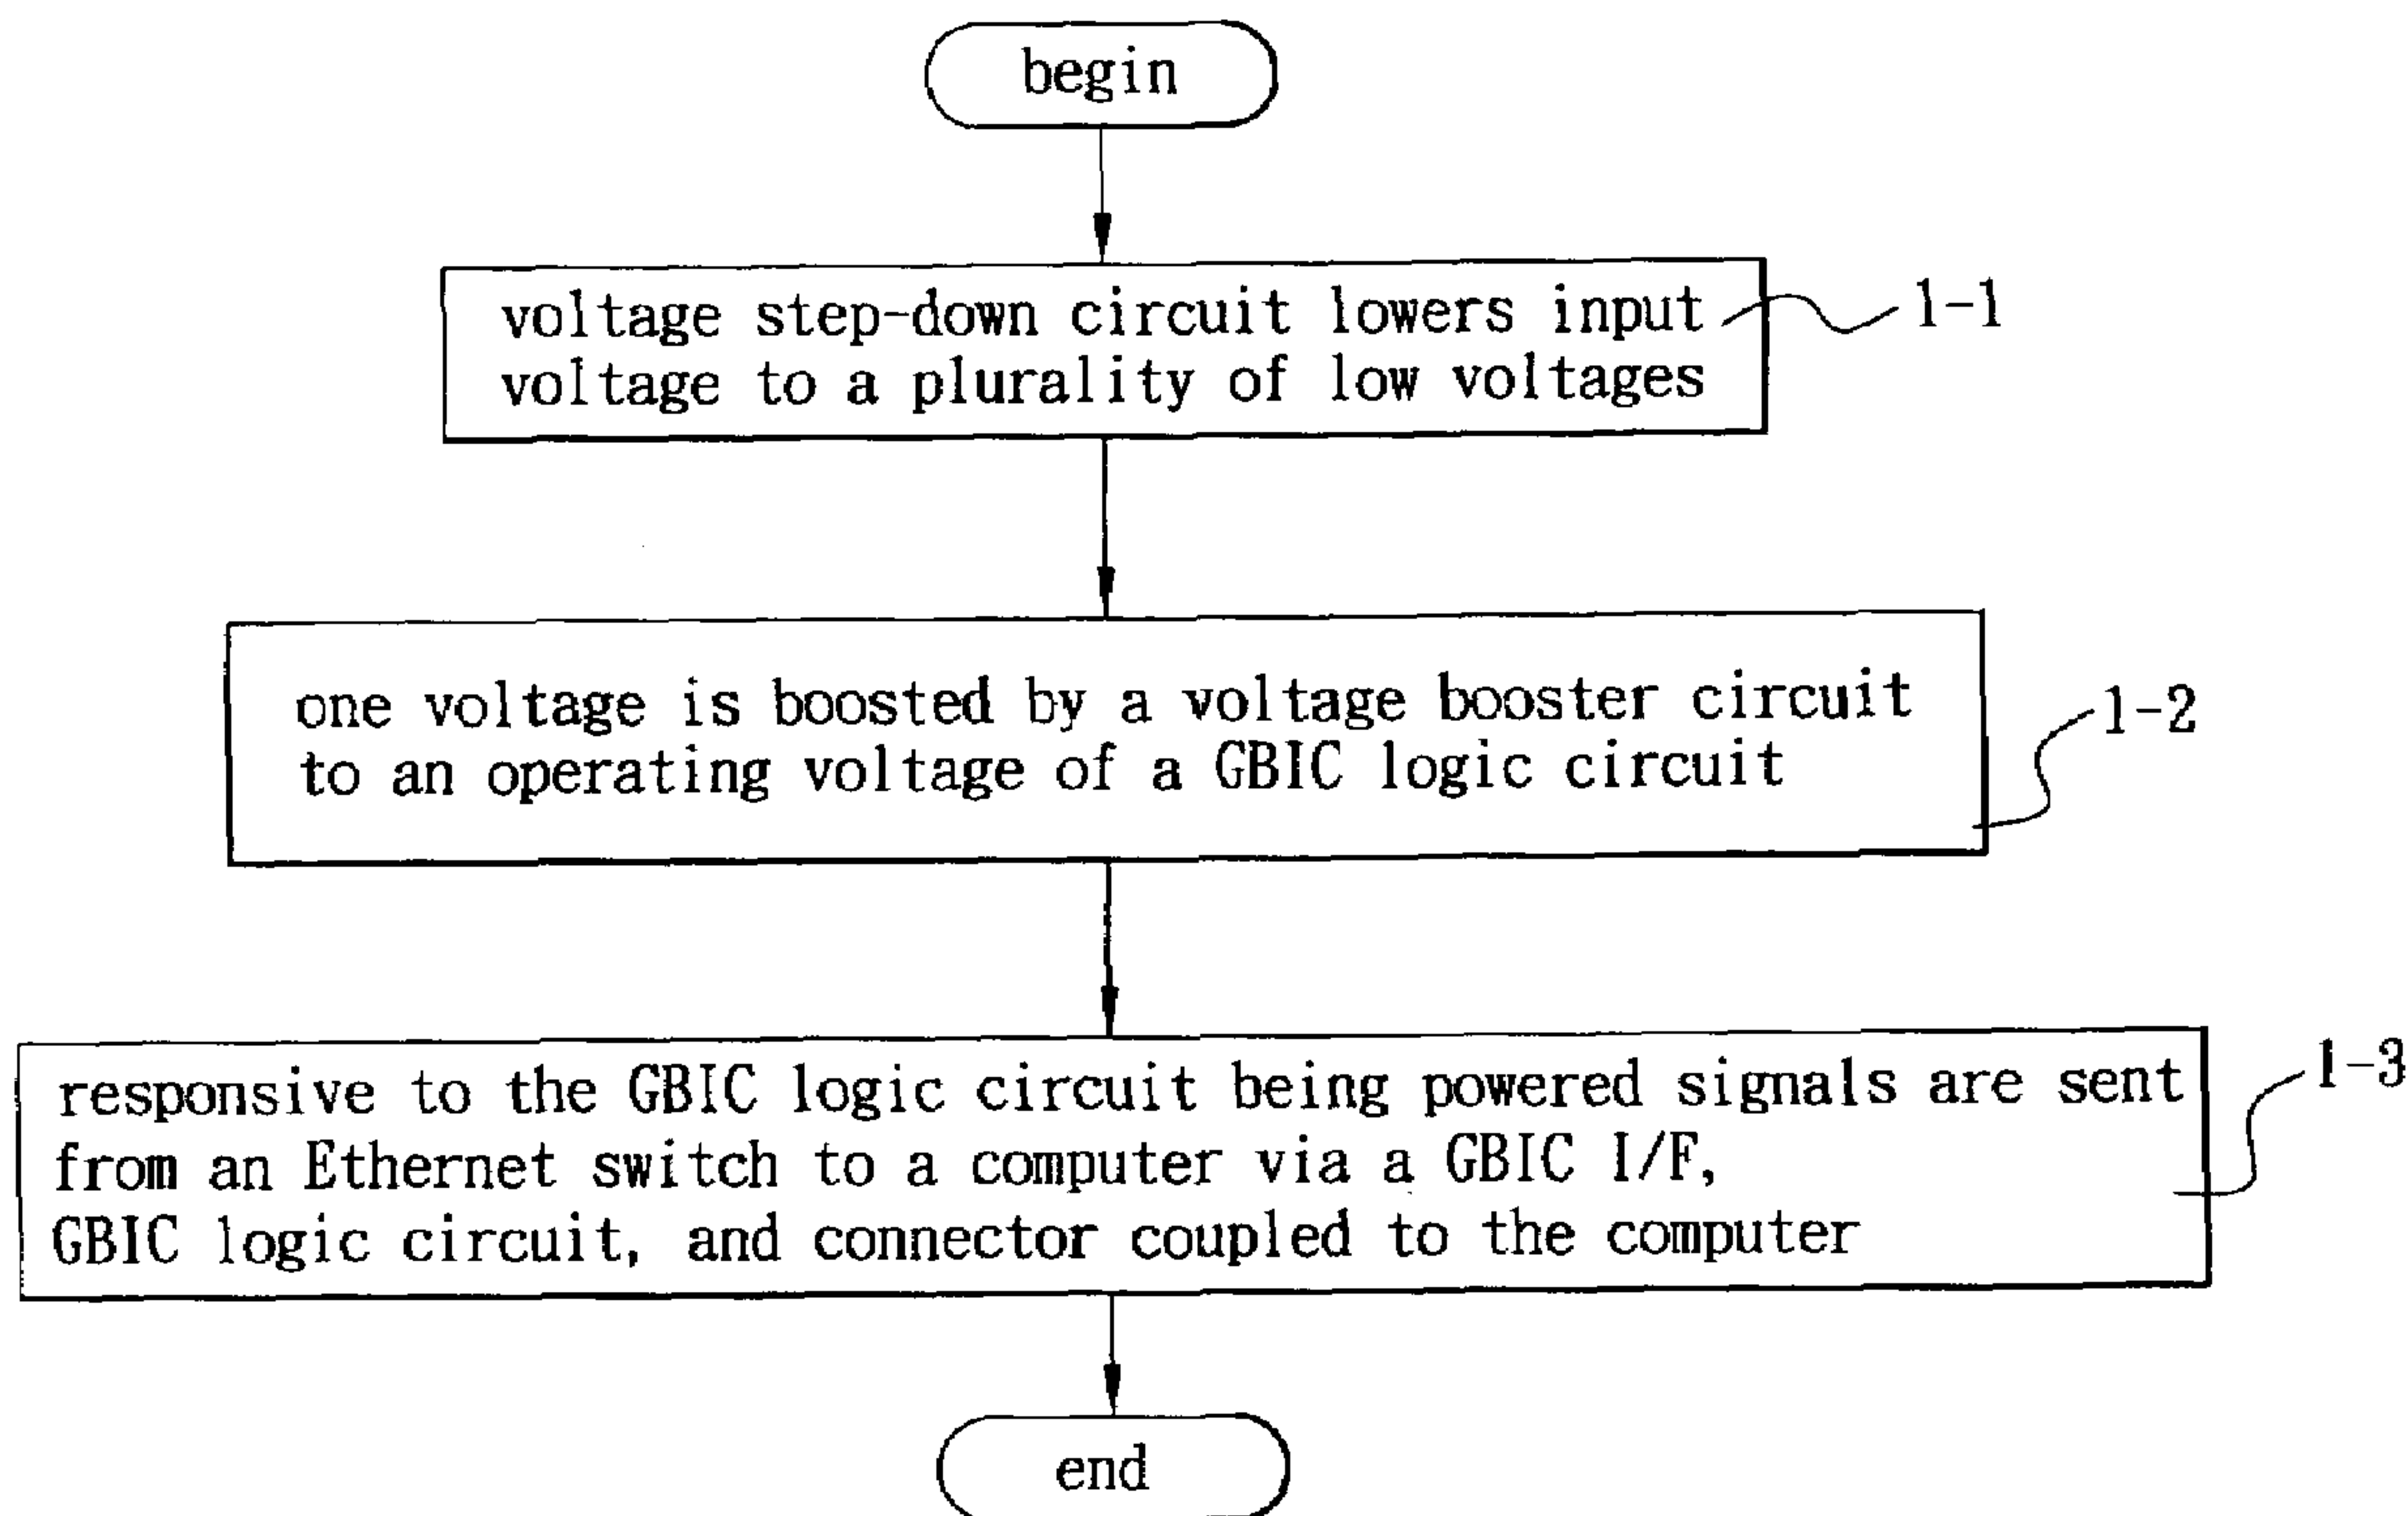 begin
voltage step-down circuit lowers input
voltage to a plurality of low voltages
1-1
one voltage is boosted by a voltage booster circuit
to an operating voltage of a GBIC logic circuit
1-2
responsive to the GBIC logic circuit being powered signals are sent
from an Ethernet switch to a computer via a GBIC I/F,
GBIC logic circuit, and connector coupled to the computer
1-3
end